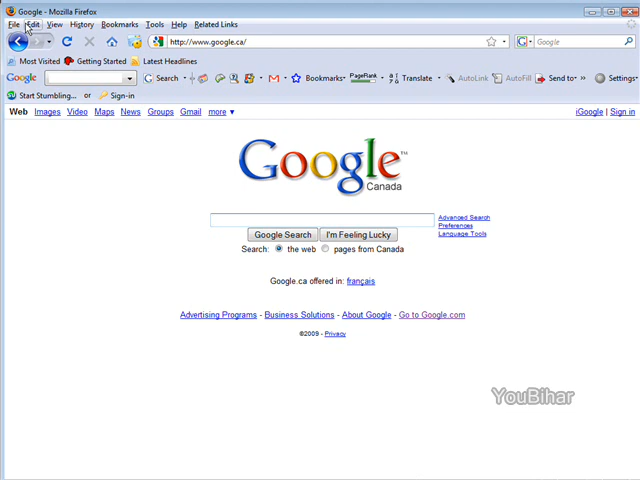 Google - Mozilla Firefox
File Edit View History Bookmarks Tools Help Related Links
http://www.google.ca/ Google
Most Visited Getting Started Latest Headlines
Google Search Bookmarks PageRank Translate AutoLink AutoFill Send to Settings
Start Stumbling... or Sign-in
Web Images Video Maps News Groups Gmail more ▼ iGoogle | Sign in
Google™
Canada
Advanced Search
Preferences
Language Tools
Google Search I'm Feeling Lucky
Search: the web pages from Canada
Google.ca offered in: français
Advertising Programs - Business Solutions - About Google - Go to Google.com
©2009 - Privacy
YouBihar